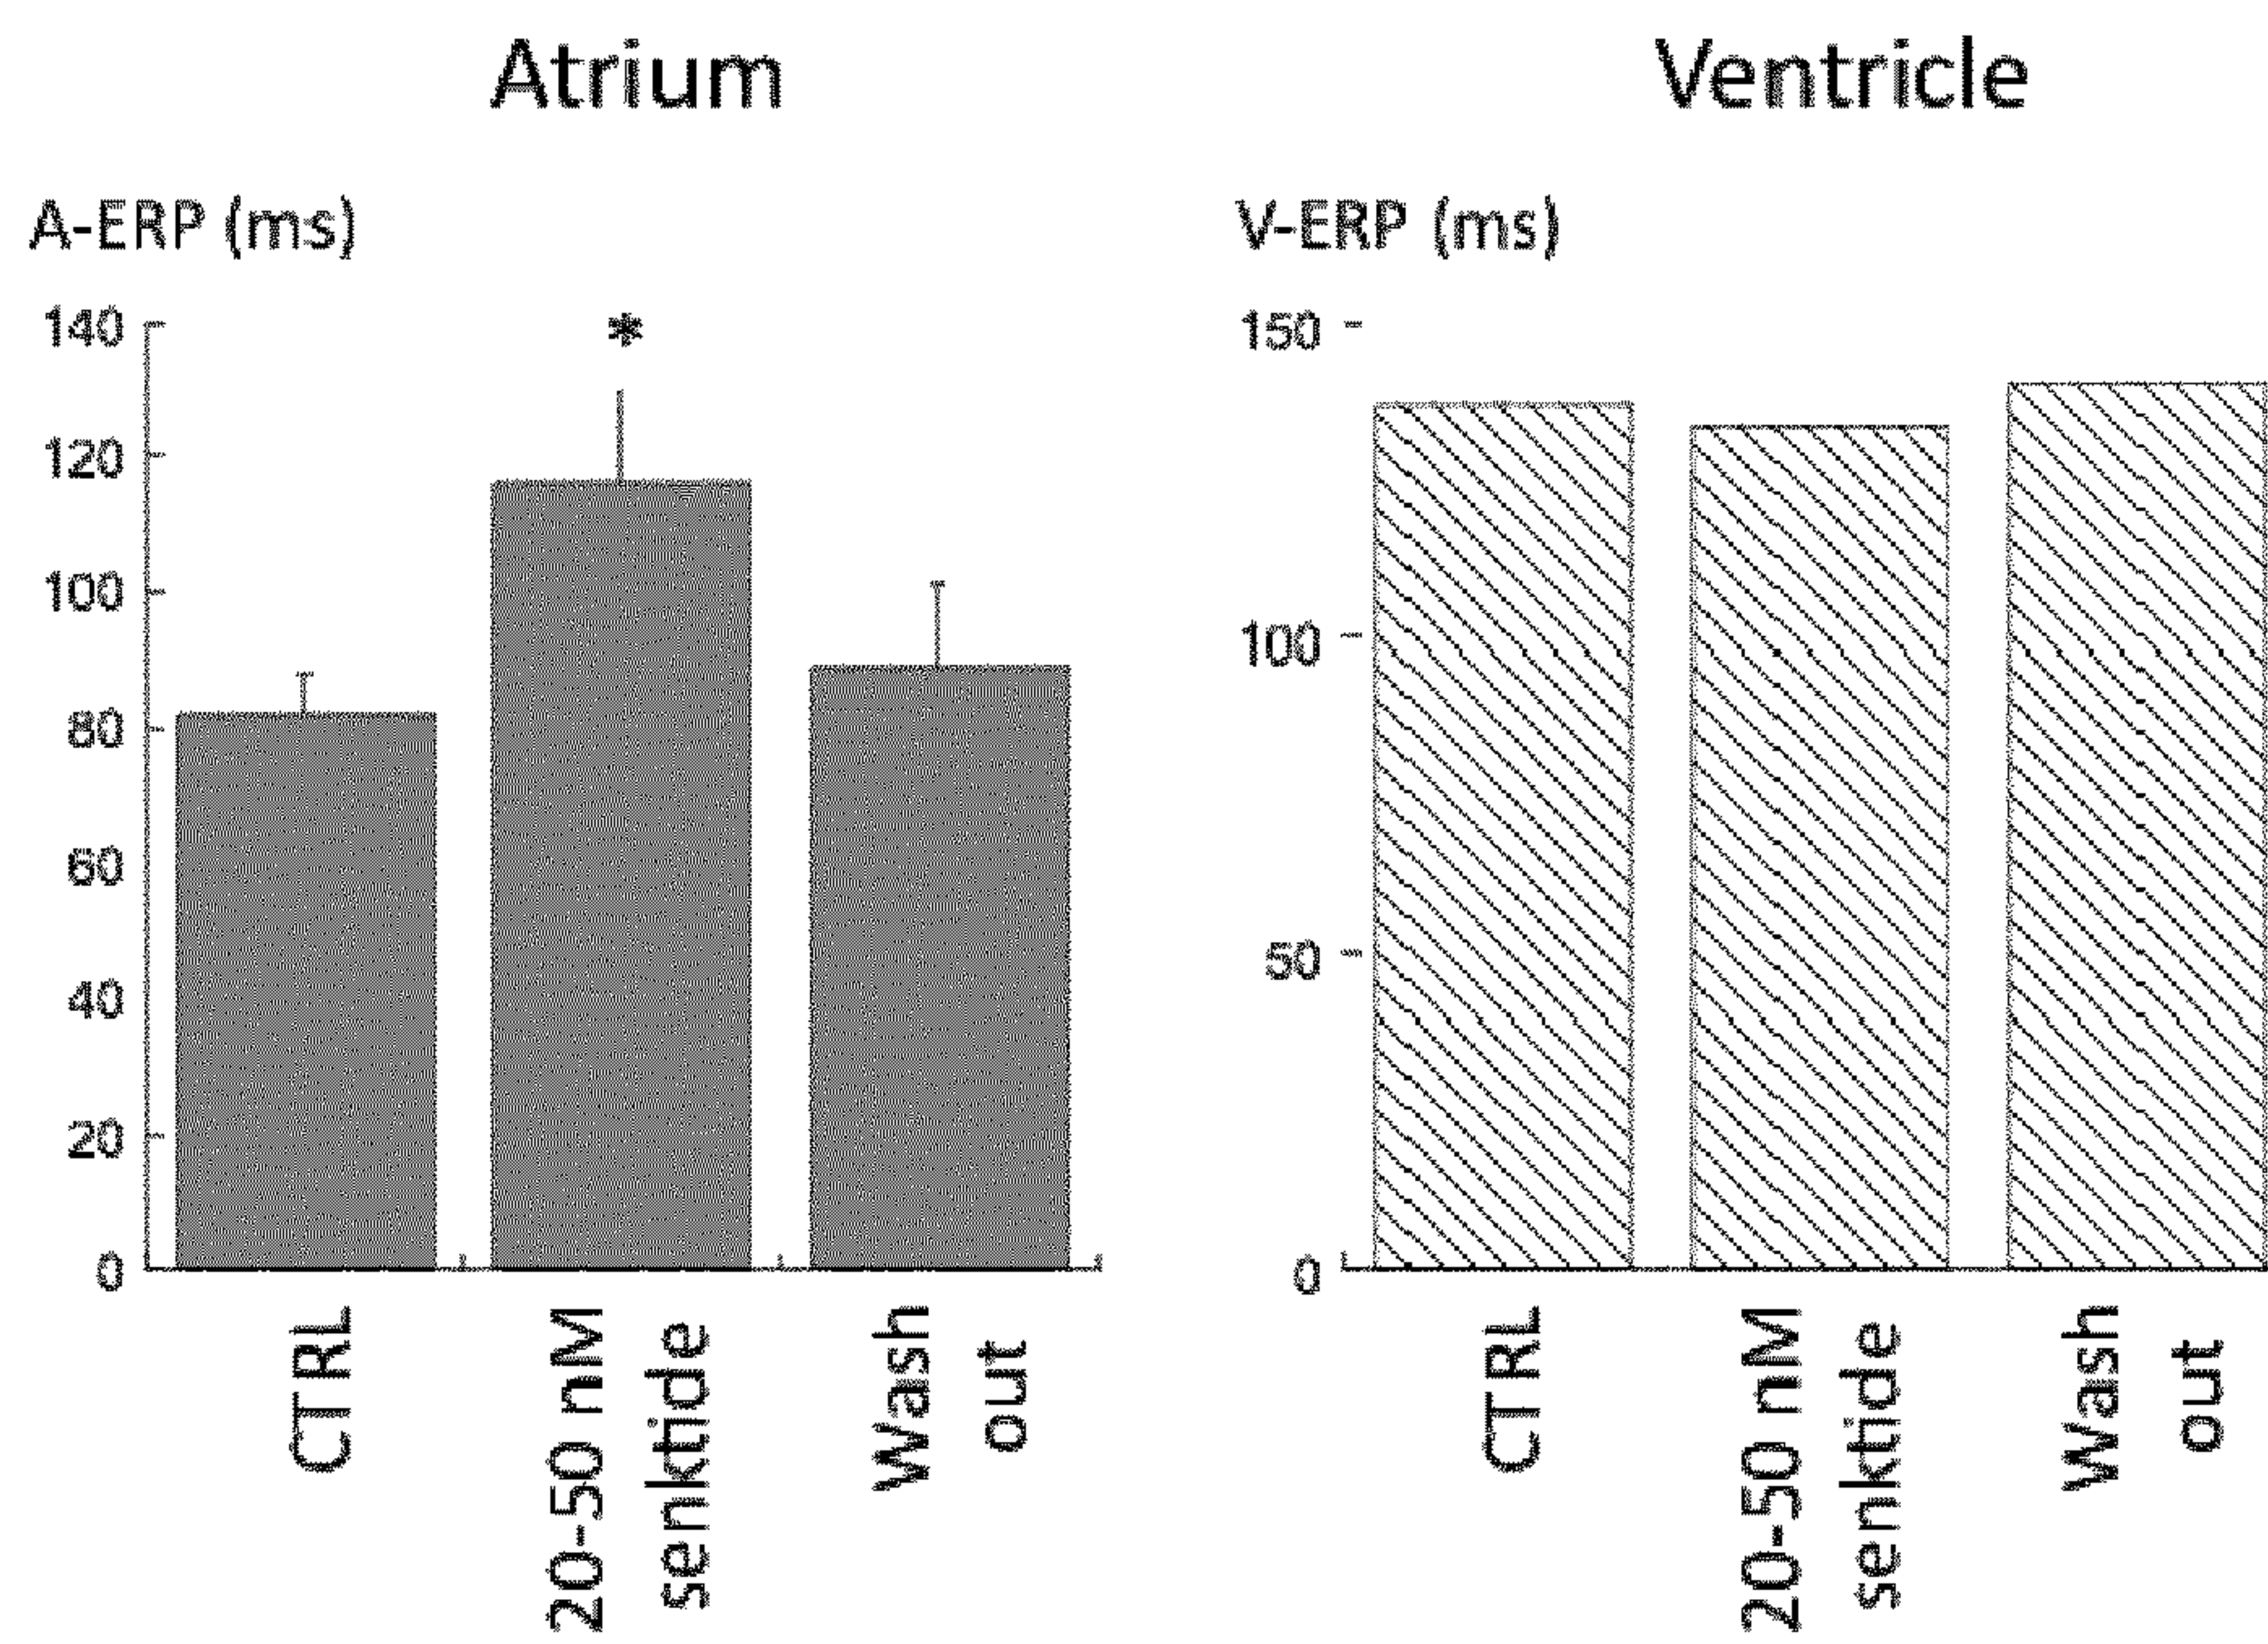 Atrium
A-ERP (ms)
140
*
120
100
80
60
40
20
0
CTRL
20-50 nM
senktide
Wash
out
Ventricle
V-ERP (ms)
150
100
50
0
CTRL
20-50 nM
senktide
Wash
out